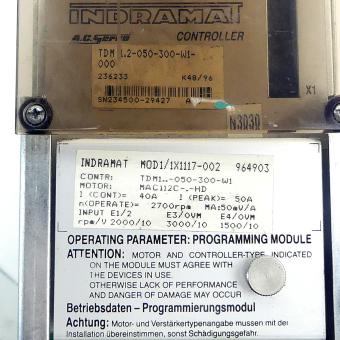 INDRAMAT
A.C. Servo CONTROLLER
TDM 1.2-050-300-W1-
000
236233 K48/96
SN234500-29427 A
X1
N3030
INDRAMAT MOD1/1X1117-002 964903
CONTR: TDM1.-050-300-W1
MOTOR: MAC112C-.-HD
I (CONT)= 40A I (PEAK)= 50A
n(OPERATE)= 2700rpm MA:50mV/A
INPUT E1/2 E3/0VM E4/0VM
rpm/V 2000/10 3000/10 1500/10
OPERATING PARAMETER: PROGRAMMING MODULE
ATTENTION: MOTOR AND CONTROLLER-TYPE INDICATED
ON THE MODULE MUST AGREE WITH
THE DEVICES IN USE.
OTHERWISE LACK OF PERFORMANCE
AND DANGER OF DAMAGE MAY OCCUR
Betriebsdaten - Programmierungsmodul
Achtung: Motor- und Verstärkertypenangabe müssen mit der
Installation übereinstimmen, sonst Schädigungsgefahr.